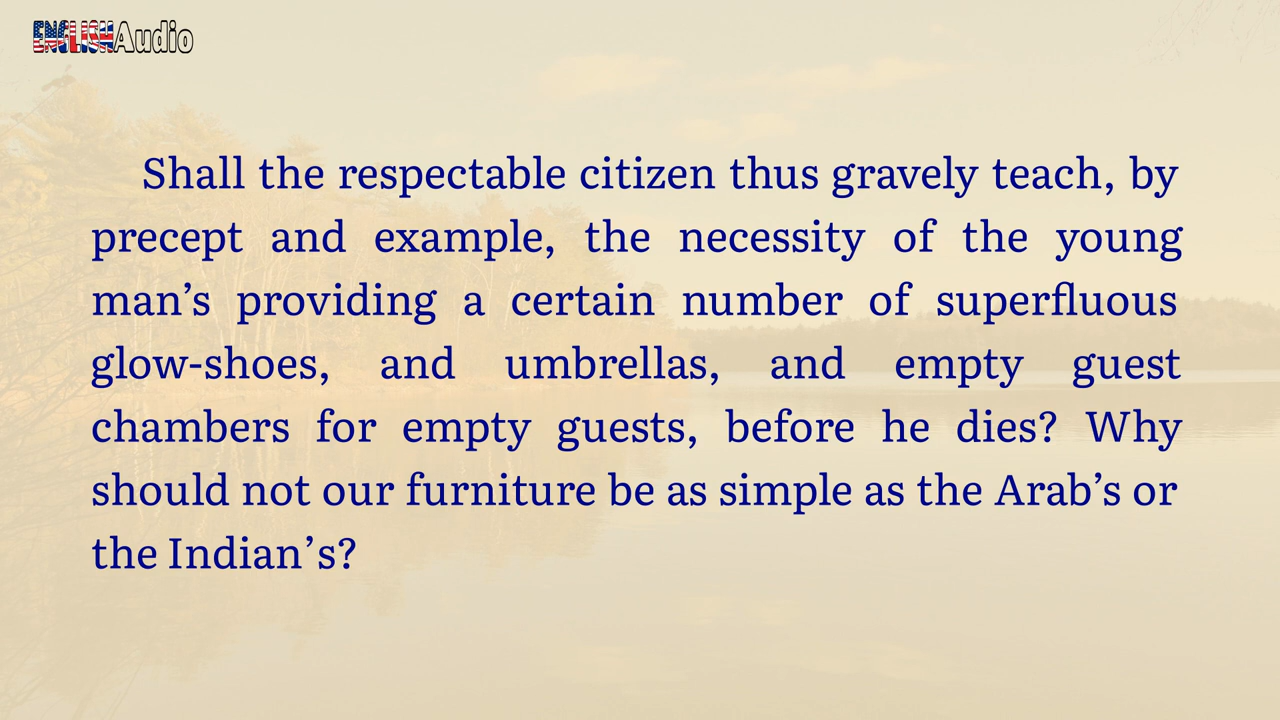 ENGLISHAudio
Shall the respectable citizen thus gravely teach, by
precept and example, the necessity of the young
man’s providing a certain number of superfluous
glow-shoes, and umbrellas, and empty guest
chambers for empty guests, before he dies? Why
should not our furniture be as simple as the Arab’s or
the Indian’s?